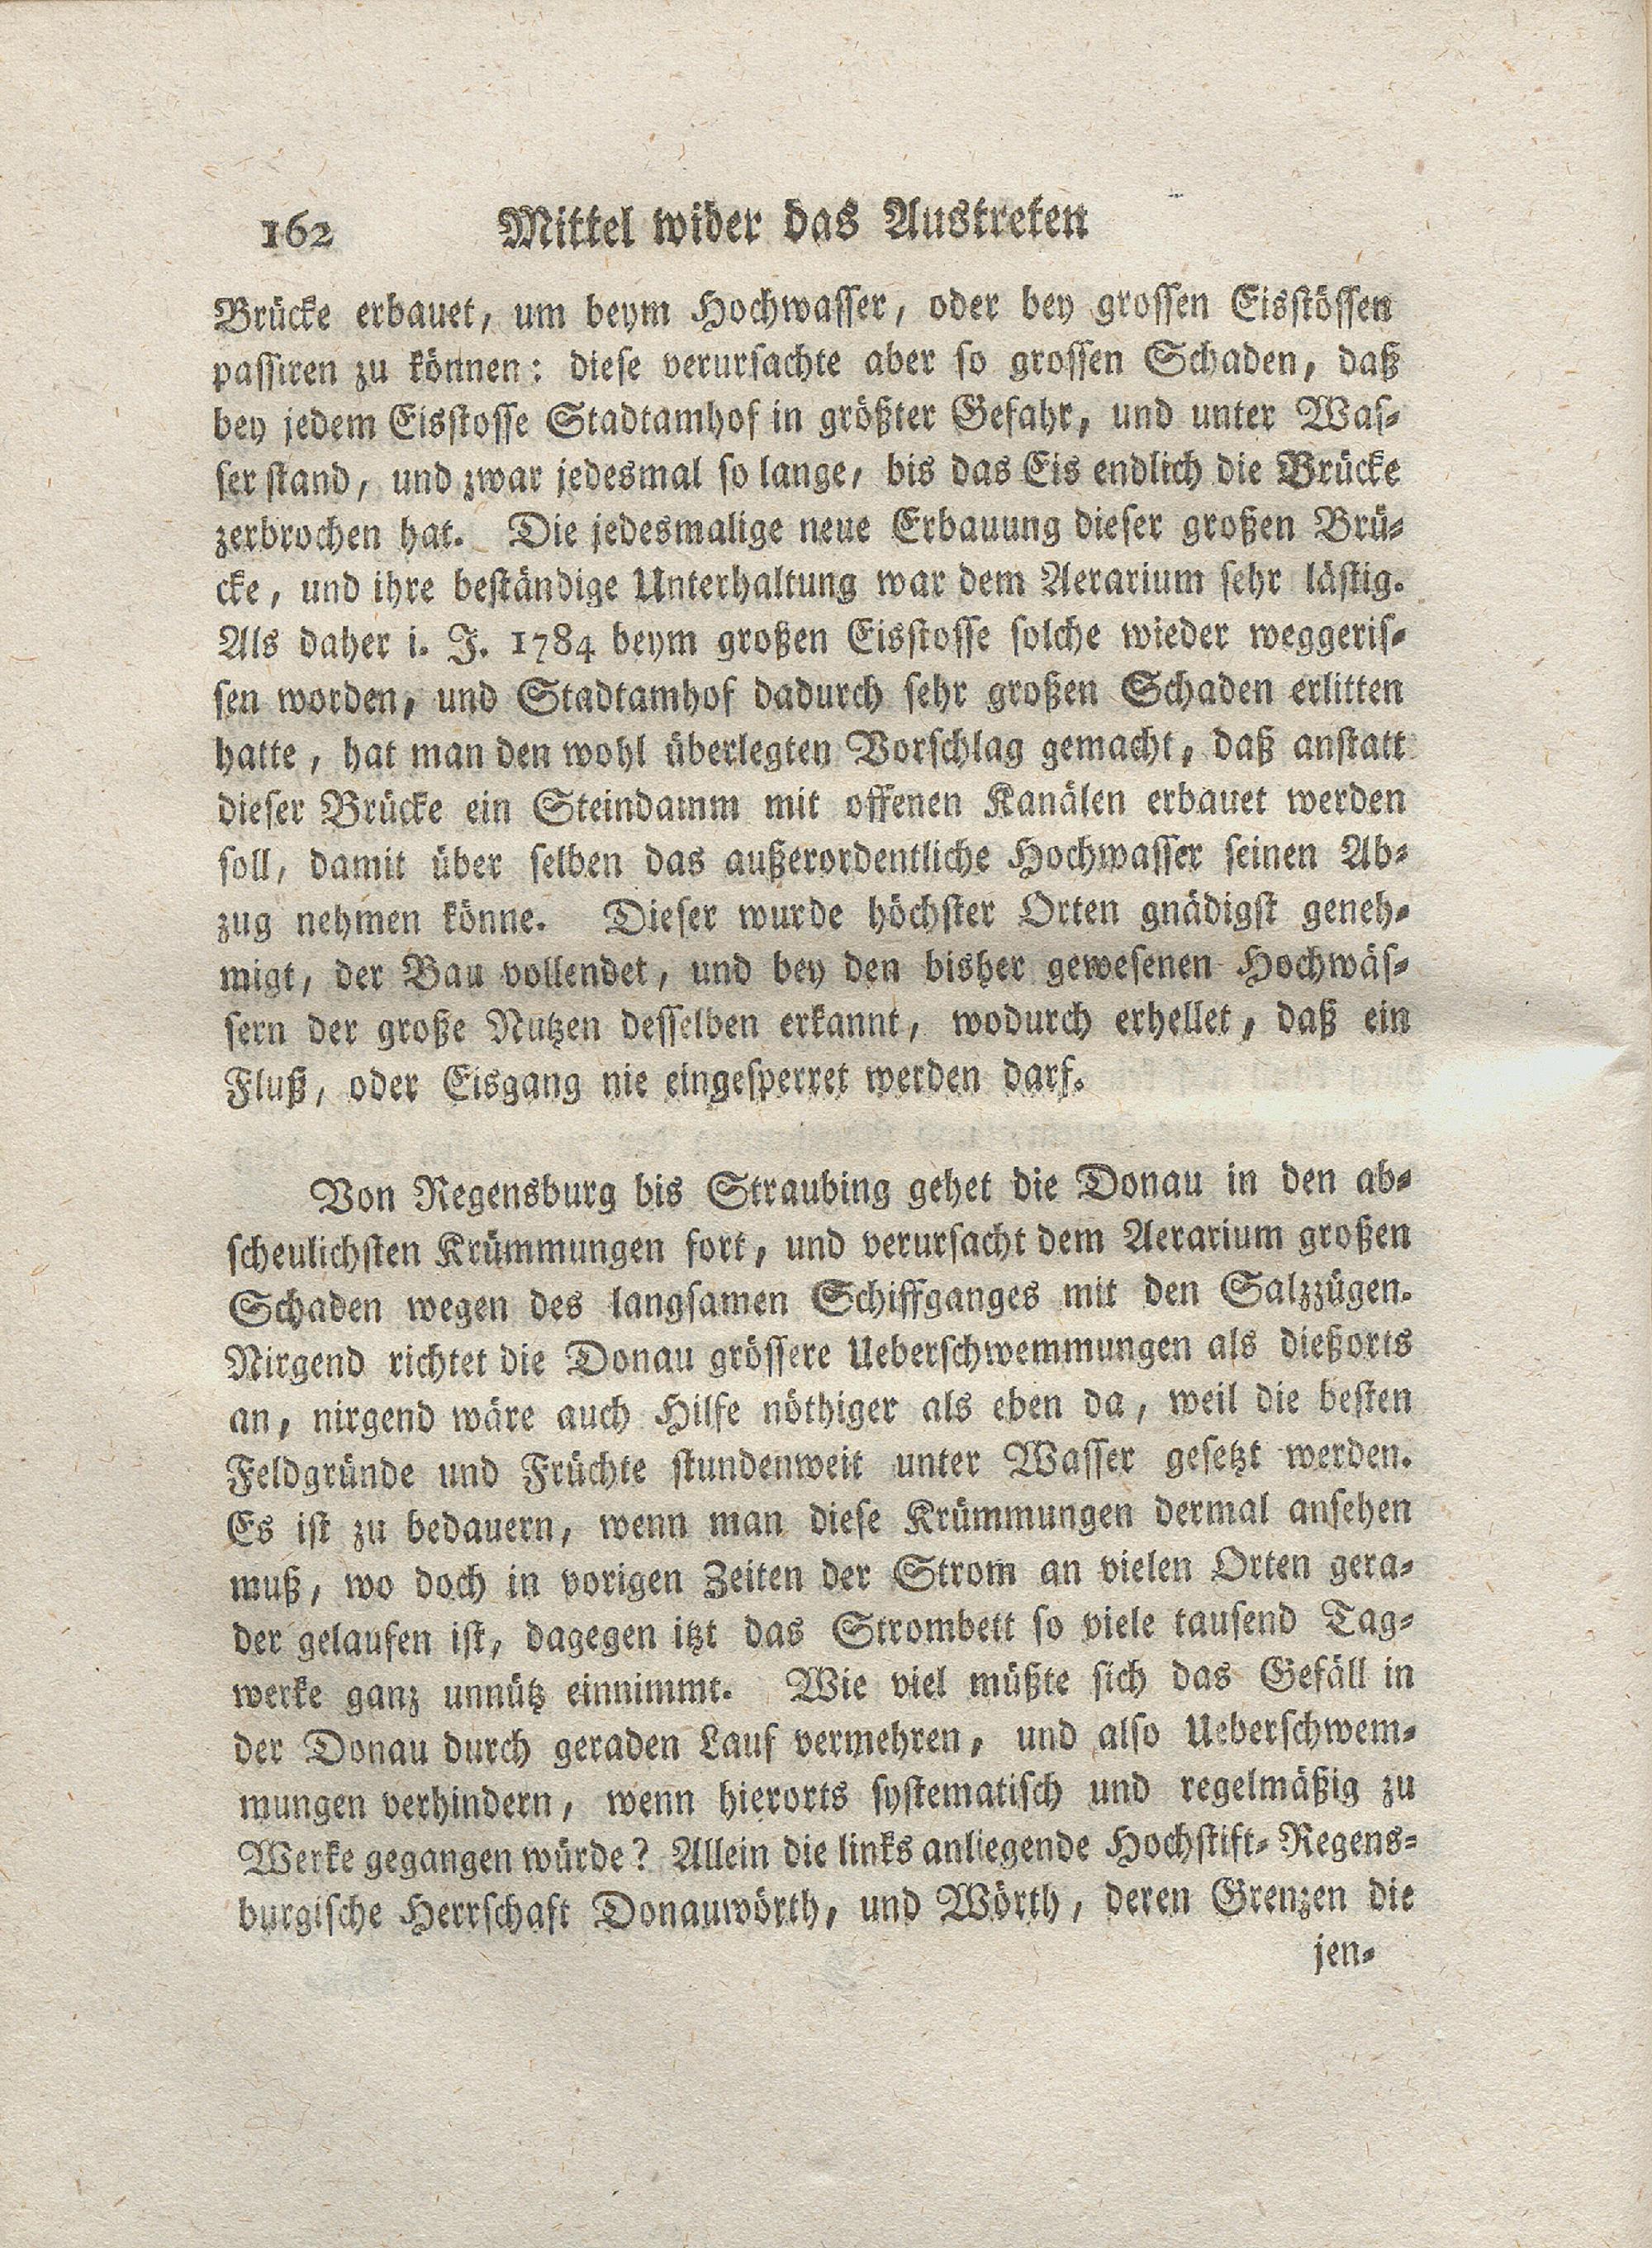 162 Mittel wider das Austreten
Brücke erbauet, um beym Hochwasser, oder bey grossen Eisstössen
passiren zu können: diese verursachte aber so grossen Schaden, daß
bey jedem Eisstosse Stadtamhof in größter Gefahr, und unter Was-
ser stand, und zwar jedesmal so lange, bis das Eis endlich die Brücke
zerbrochen hat. Die jedesmalige neue Erbauung dieser großen Brü-
cke, und ihre beständige Unterhaltung war dem Aerarium sehr lästig.
Als daher i. J. 1784 beym großen Eisstosse solche wieder weggeris-
sen worden, und Stadtamhof dadurch sehr großen Schaden erlitten
hatte, hat man den wohl überlegten Vorschlag gemacht, daß anstatt
dieser Brücke ein Steindamm mit offenen Kanälen erbauet werden
soll, damit über selben das außerordentliche Hochwasser seinen Ab-
zug nehmen könne. Dieser wurde höchster Orten gnädigst geneh-
migt, der Bau vollendet, und bey den bisher gewesenen Hochwäs-
sern der große Nutzen desselben erkannt, wodurch erhellet, daß ein
Fluß, oder Eisgang nie eingesperret werden darf.
Von Regensburg bis Straubing gehet die Donau in den ab-
scheulichsten Krümmungen fort, und verursacht dem Aerarium großen
Schaden wegen des langsamen Schiffganges mit den Salzzügen.
Nirgend richtet die Donau grössere Ueberschwemmungen als dießorts
an, nirgend wäre auch Hilfe nöthiger als eben da, weil die besten
Feldgründe und Früchte stundenweit unter Wasser gesetzt werden.
Es ist zu bedauern, wenn man diese Krümmungen dermal ansehen
muß, wo doch in vorigen Zeiten der Strom an vielen Orten gera-
der gelaufen ist, dagegen itzt das Strombett so viele tausend Tag-
werke ganz unnütz einnimmt. Wie viel müßte sich das Gefäll in
der Donau durch geraden Lauf vermehren, und also Ueberschwem-
mungen verhindern, wenn hierorts systematisch und regelmäßig zu
Werke gegangen würde? Allein die links anliegende Hochstift-Regens-
burgische Herrschaft Donauwörth, und Wörth, deren Grenzen die
jen-